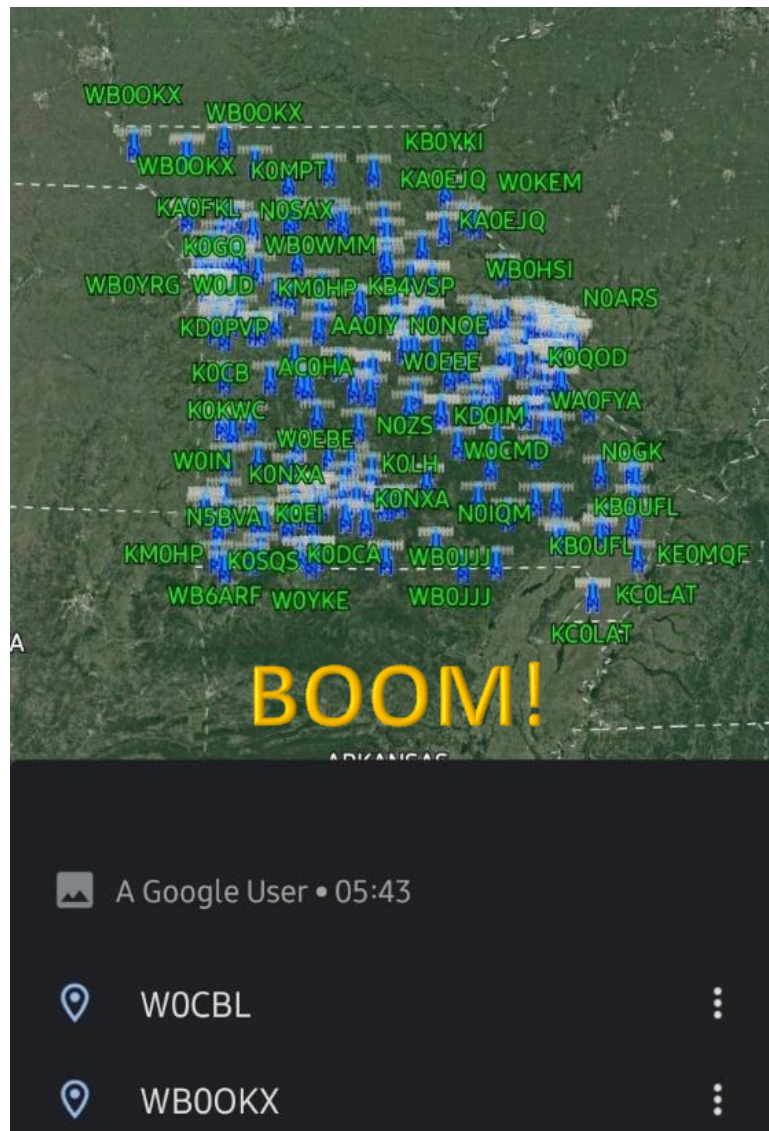 WB0OKX
WB0OKX
KB0YKI
WB0OKX K0MPT
KA0EJQ W0KEM
KA0FKL N0SAX
KA0EJQ
K0GQ WB0WMM
WB0HSI
WB0YRG W0JD KM0HP KB4VSP
N0ARS
KD0PVP AA0IY N0NOE
K0CB AC0HA W0EEE K0QOD
K0KWC N0ZS KD0IM WA0FYA
W0EBE
W0IN K0LH W0CMD N0GK
K0NXA
K0NXA
N5BVA K0EI N0IQM KB0UFL
KM0HP K0SQS K0DCA WB0JJJ KB0UFL KE0MQF
WB6ARF W0YKE WB0JJJ KC0LAT
KC0LAT
A
BOOM!
ARKANSAS
A Google User • 05:43
W0CBL
WB0OKX